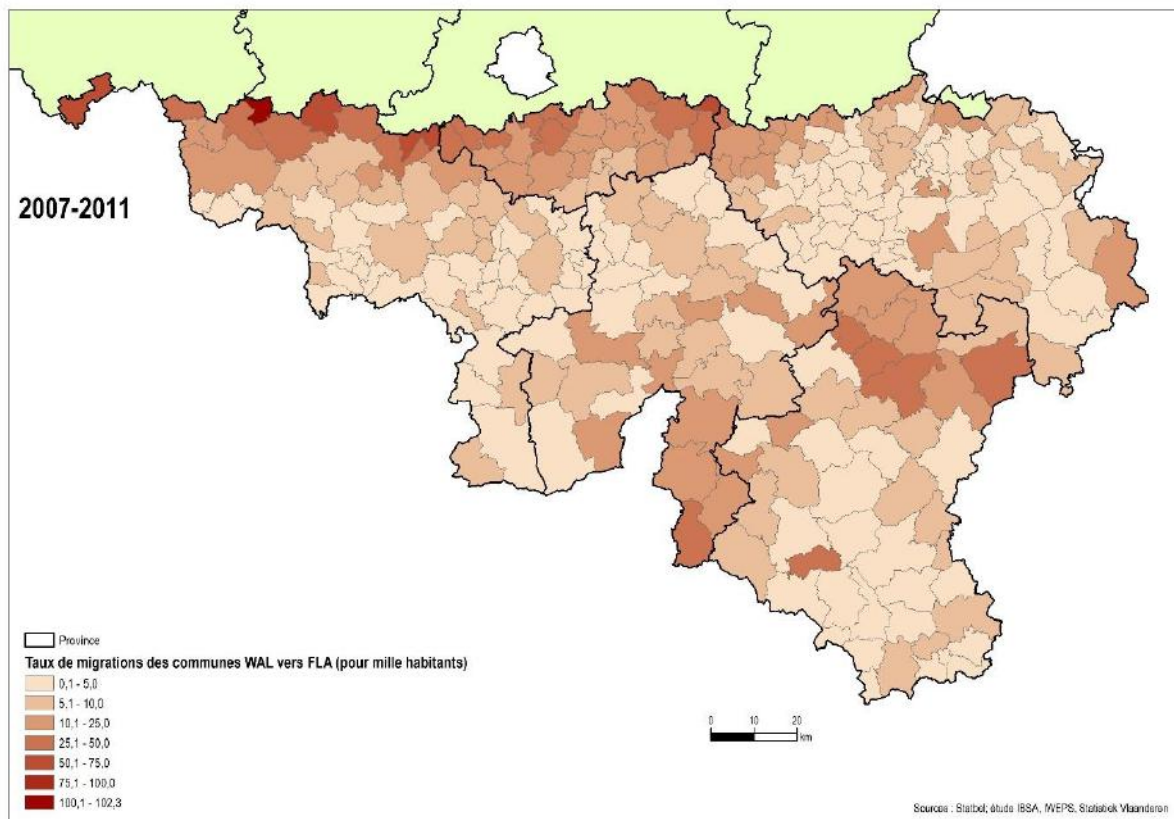 2007-2011
Province
Taux de migrations des communes WAL vers FLA (pour mille habitants)
0,1 - 5,0
5,1 - 10,0
10,1 - 25,0
25,1 - 50,0
50,1 - 75,0
75,1 - 100,0
100,1 - 102,3
0 10 20
km
Sources : Statbel; étude IBSA, IWEPS, Statistiek Vlaanderen